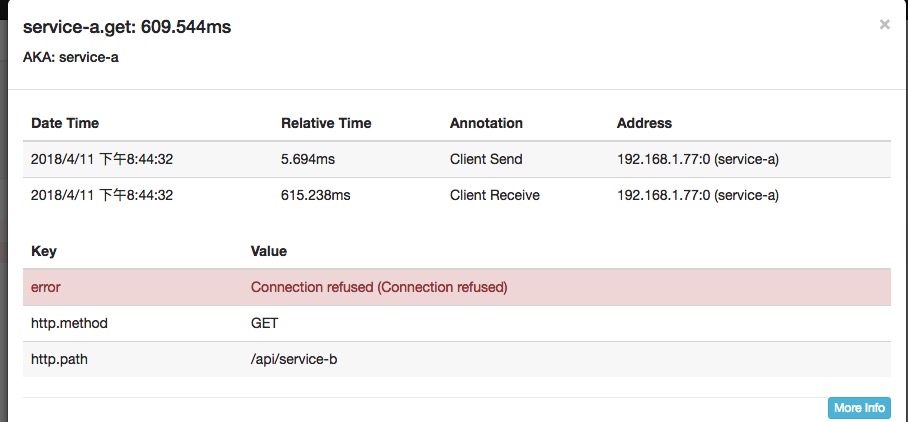 service-a.get: 609.544ms
×
AKA: service-a
Date Time Relative Time Annotation Address
2018/4/11 下午8:44:32 5.694ms Client Send 192.168.1.77:0 (service-a)
2018/4/11 下午8:44:32 615.238ms Client Receive 192.168.1.77:0 (service-a)
Key Value
error Connection refused (Connection refused)
http.method GET
http.path /api/service-b
More Info